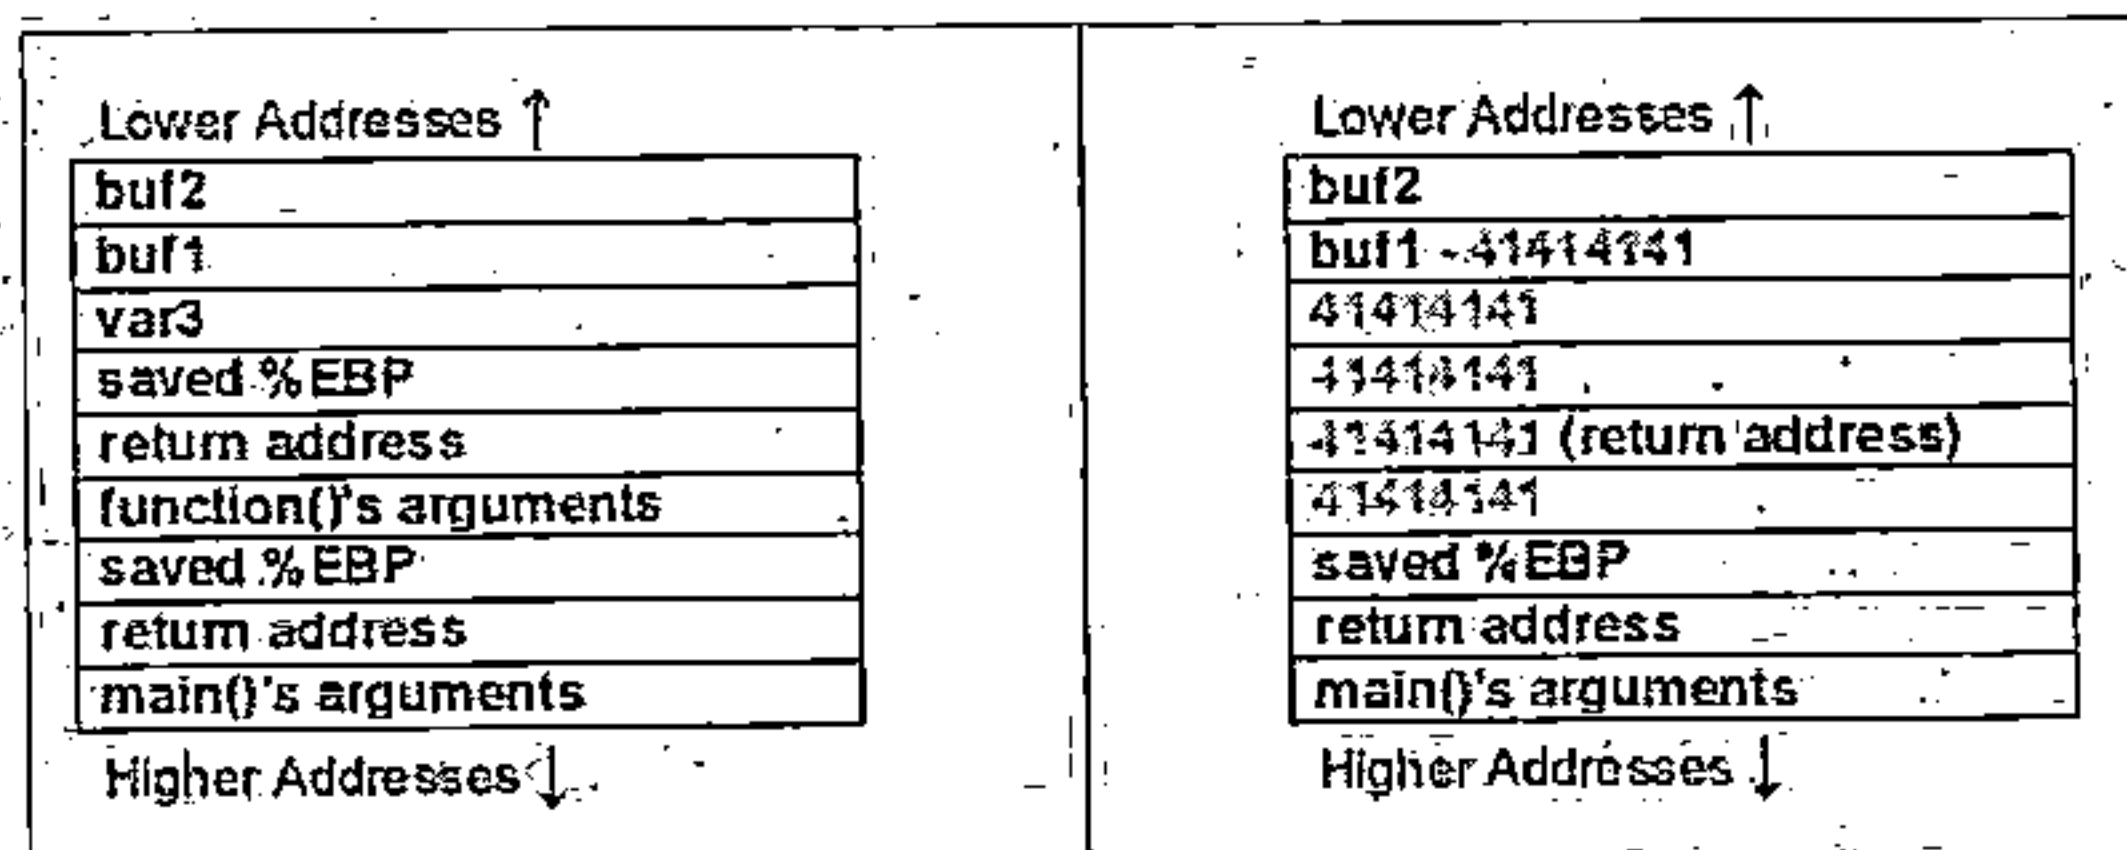 Lower Addresses ↑
buf2
buf1
var3
saved %EBP
return address
function()'s arguments
saved %EBP
return address
main()'s arguments
Higher Addresses ↓
Lower Addresses ↑
buf2
buf1 - 41414141
41414141
41414141
41414141 (return address)
41414141
saved %EBP
return address
main()'s arguments
Higher Addresses ↓